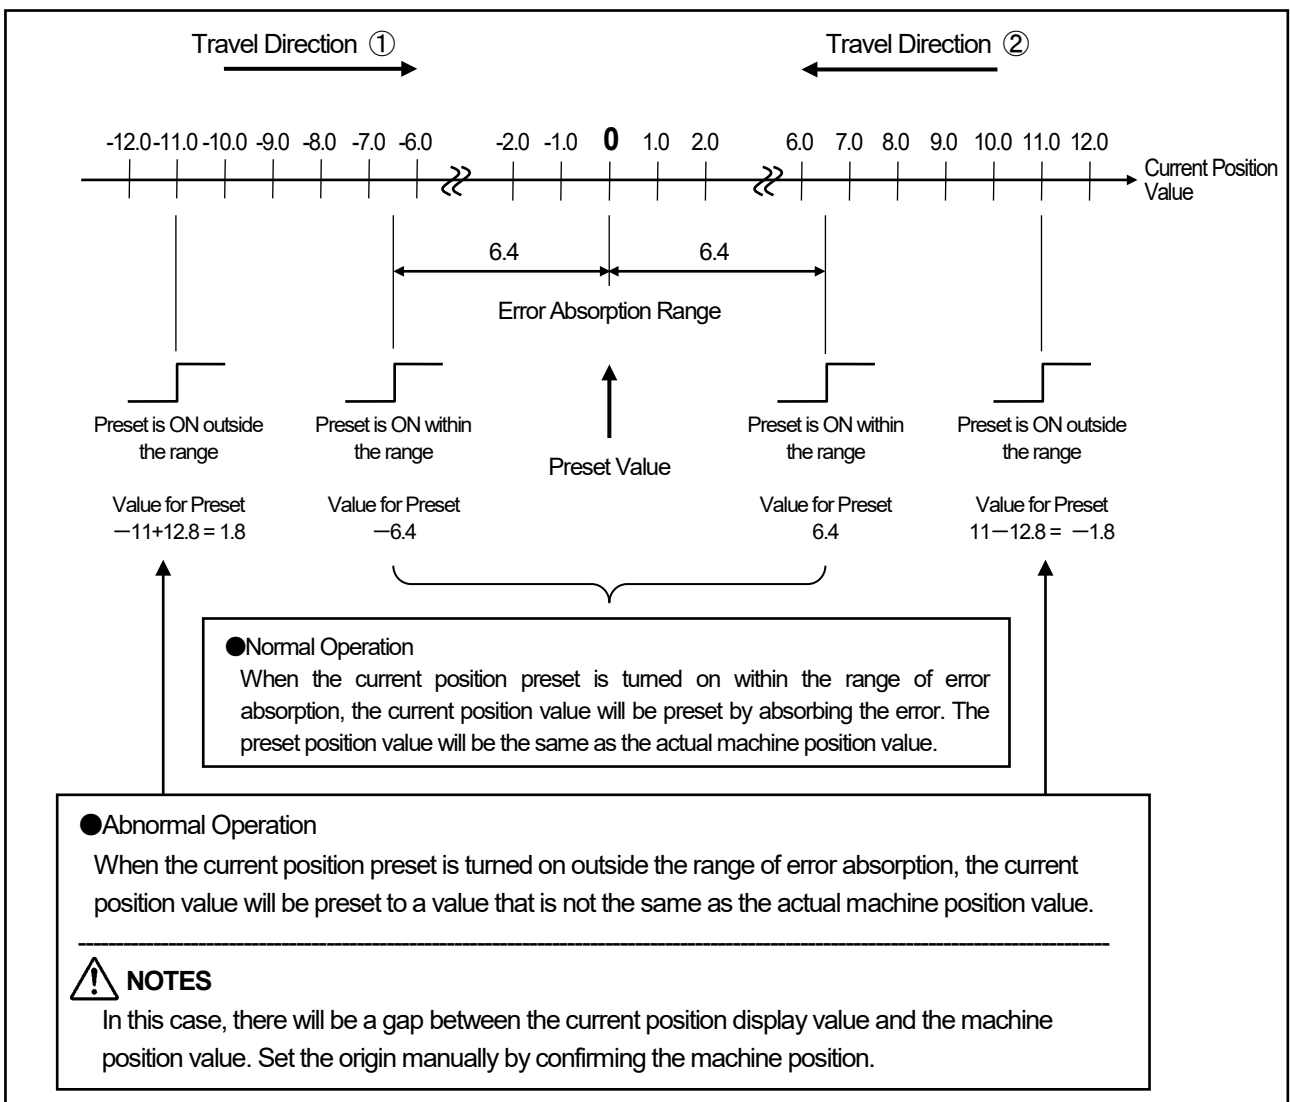 Travel Direction ①
Travel Direction ②
-12.0 -11.0 -10.0 -9.0 -8.0 -7.0 -6.0 -2.0 -1.0 0 1.0 2.0 6.0 7.0 8.0 9.0 10.0 11.0 12.0
Current Position
Value
6.4
6.4
Error Absorption Range
Preset is ON outside
the range
Preset is ON within
the range
Preset Value
Preset is ON within
the range
Preset is ON outside
the range
Value for Preset
−11+12.8 = 1.8
Value for Preset
−6.4
Value for Preset
6.4
Value for Preset
11−12.8 = −1.8
●Normal Operation
When the current position preset is turned on within the range of error
absorption, the current position value will be preset by absorbing the error. The
preset position value will be the same as the actual machine position value.
●Abnormal Operation
When the current position preset is turned on outside the range of error absorption, the current
position value will be preset to a value that is not the same as the actual machine position value.
NOTES
In this case, there will be a gap between the current position display value and the machine
position value. Set the origin manually by confirming the machine position.